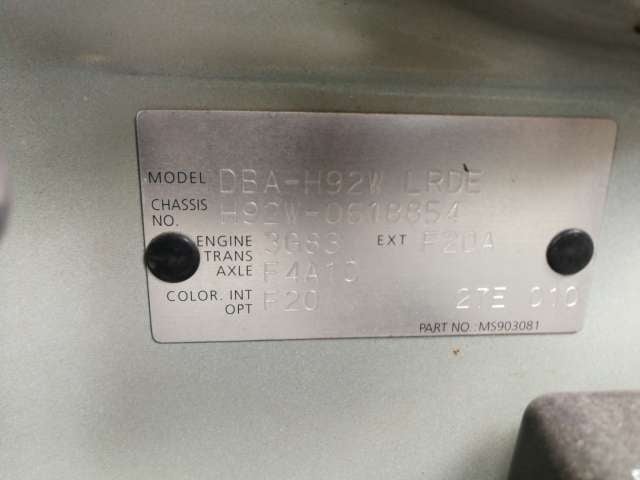 MODEL DBA-H92W LRDE
CHASSIS NO. H92W-0618854
ENGINE 3G83 EXT F20A
TRANS AXLE F4A1C
COLOR. INT OPT F20 27E 010
PART NO. MS903081